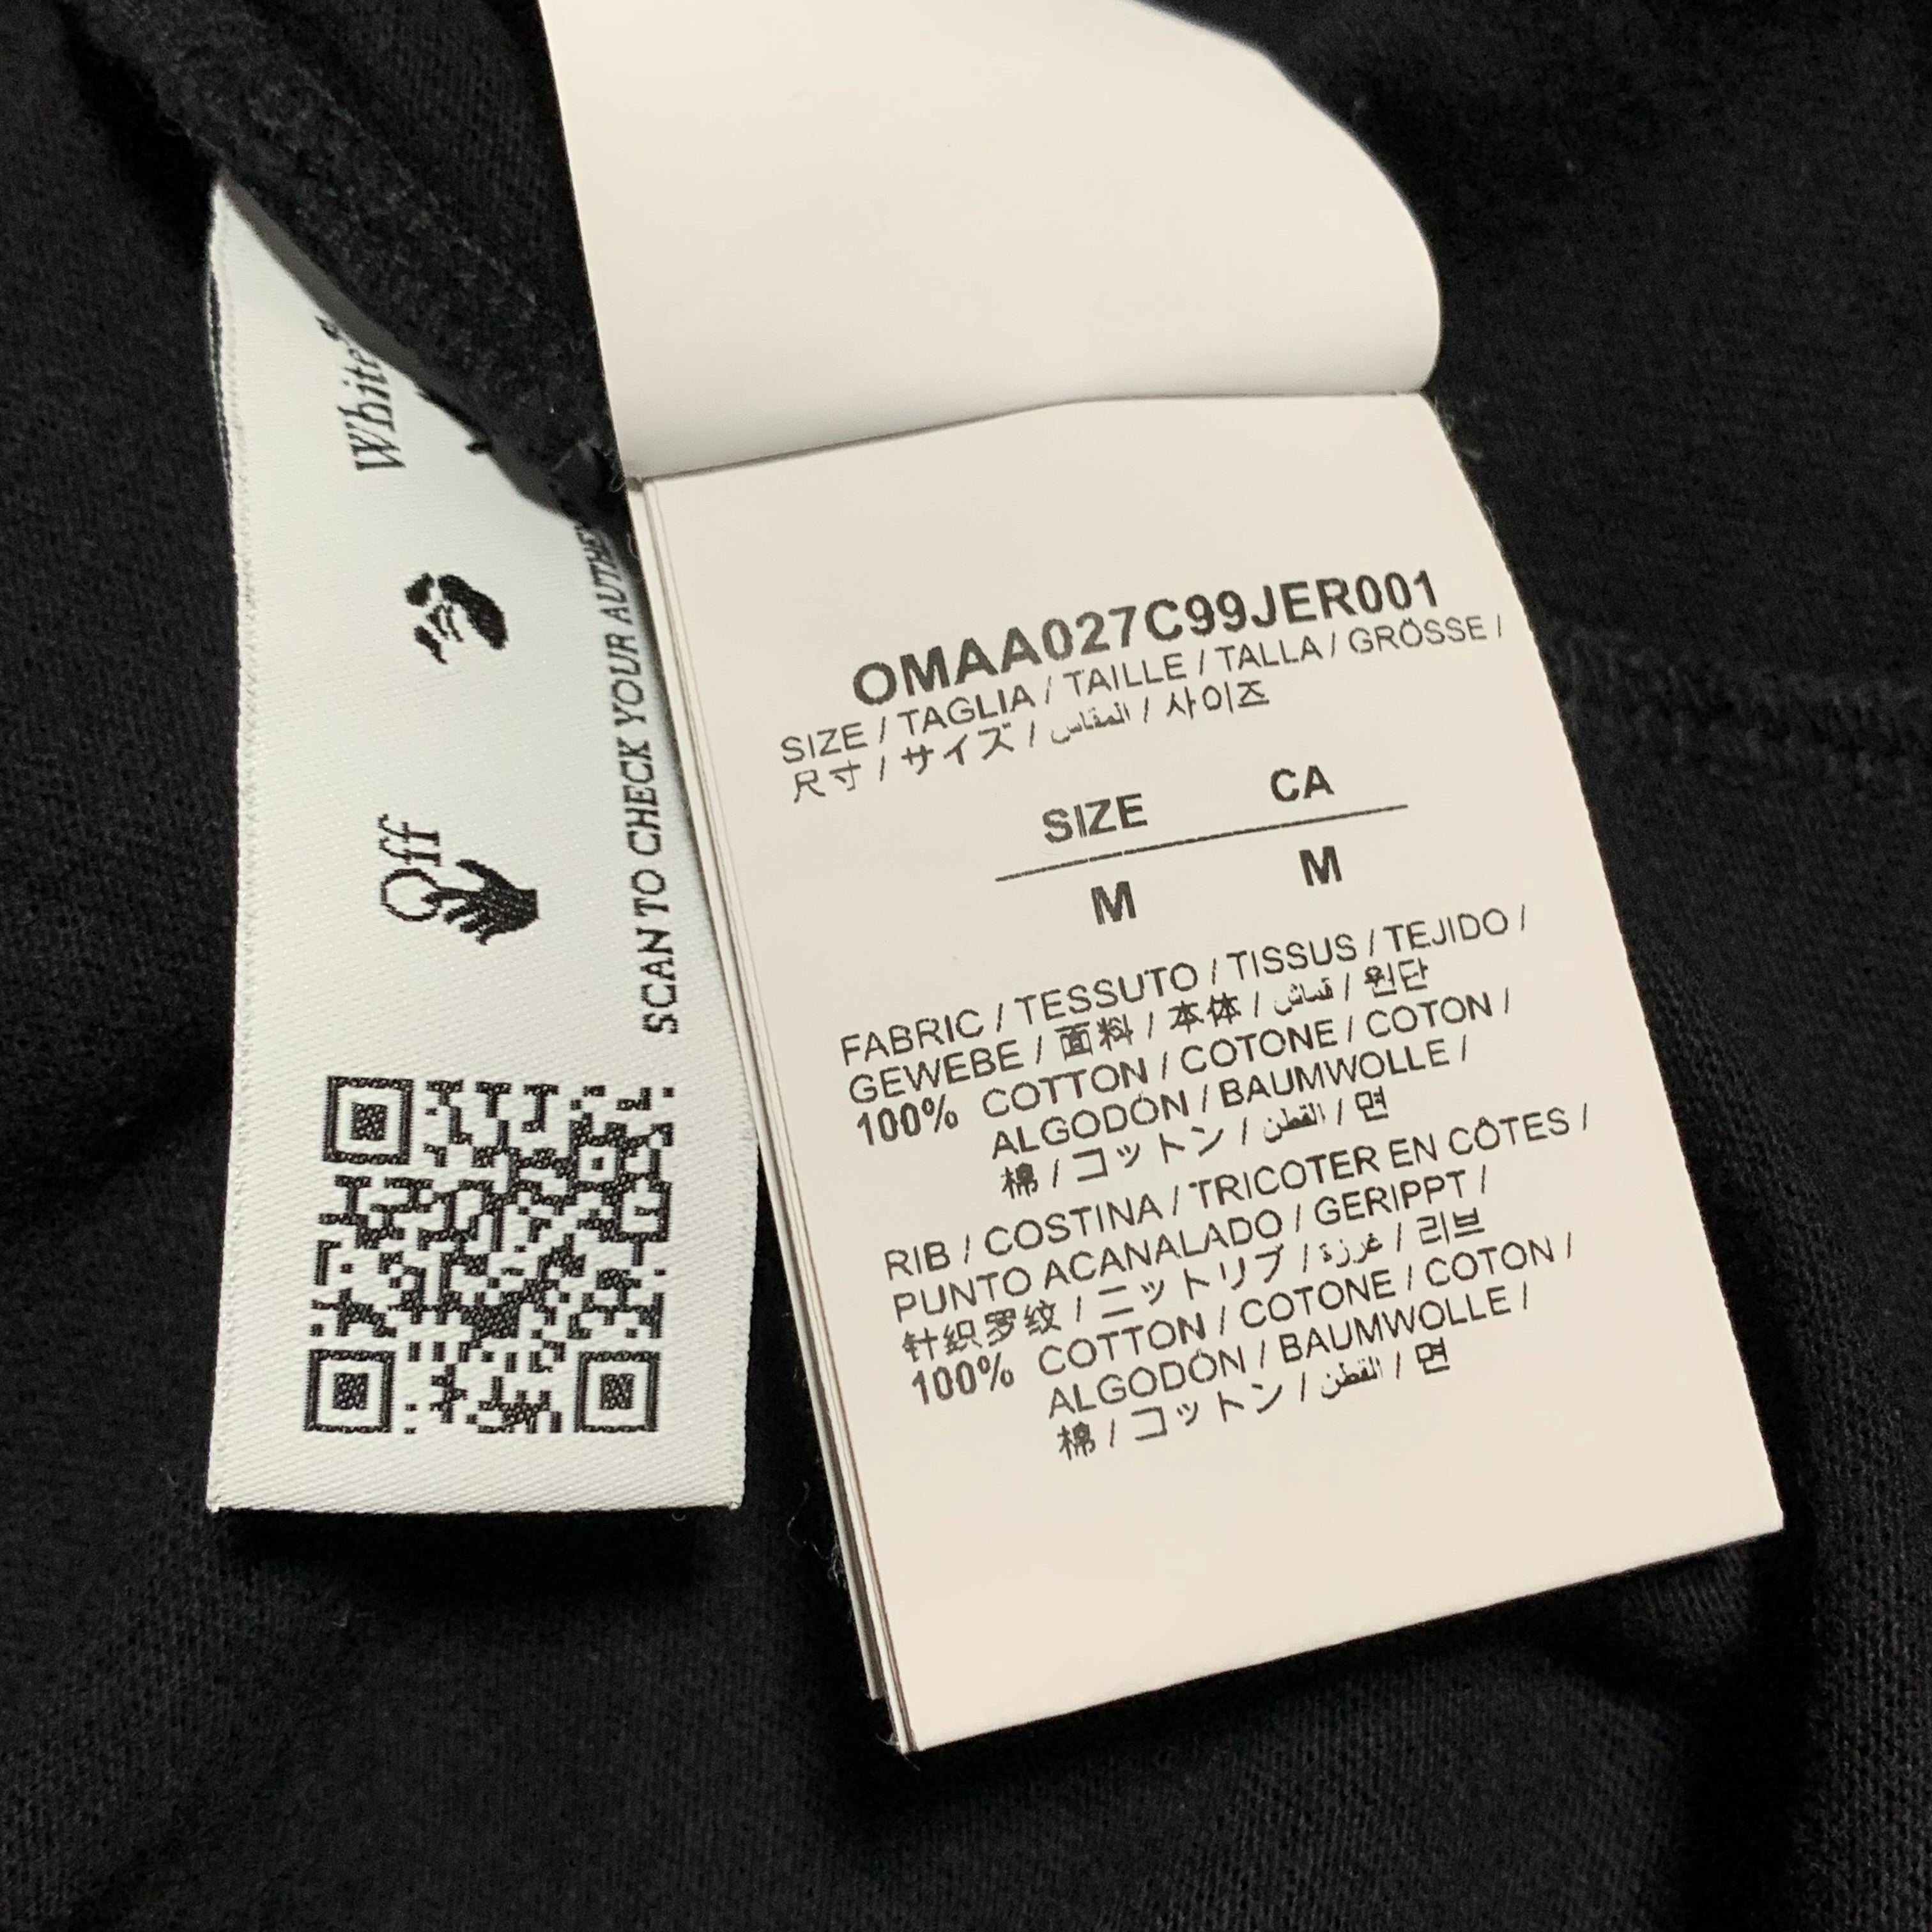 White™
Off
SCAN TO CHECK YOUR
OMAA027C99JER001
SIZE / TAGLIA / TAILLE / TALLA / GRÖSSE /
尺寸 / サイズ / المقاس / 사이즈
SIZE CA
M M
FABRIC / TESSUTO / TISSUS / TEJIDO /
GEWEBE / 面料 / 本体 / قماش / 원단
100% COTTON / COTONE / COTON /
ALGODÓN / BAUMWOLLE /
棉 / コットン / القطن / 면
RIB / COSTINA / TRICOTER EN CÔTES /
PUNTO ACANALADO / GERIPPT /
针织罗纹 / ニットリブ / غرزة / 리브
100% COTTON / COTONE / COTON /
ALGODÓN / BAUMWOLLE /
棉 / コットン / القطن / 면